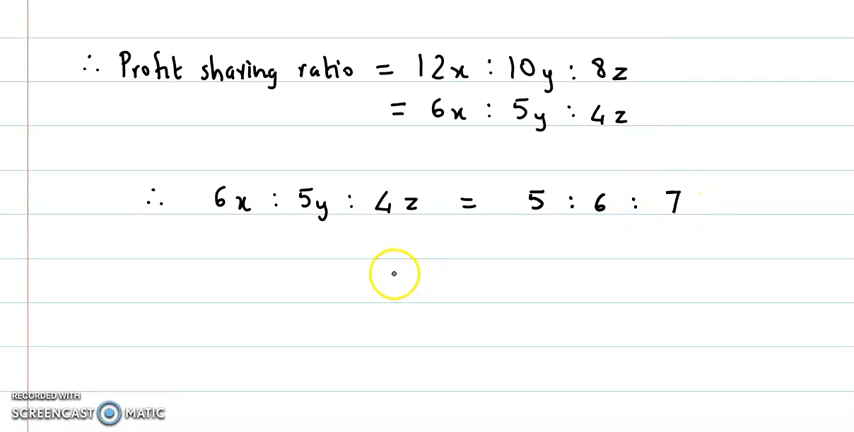 ∴ Profit sharing ratio = 12x : 10y : 8z
= 6x : 5y : 4z
∴ 6x : 5y : 4z = 5 : 6 : 7
RECORDED WITH
SCREENCAST MATIC